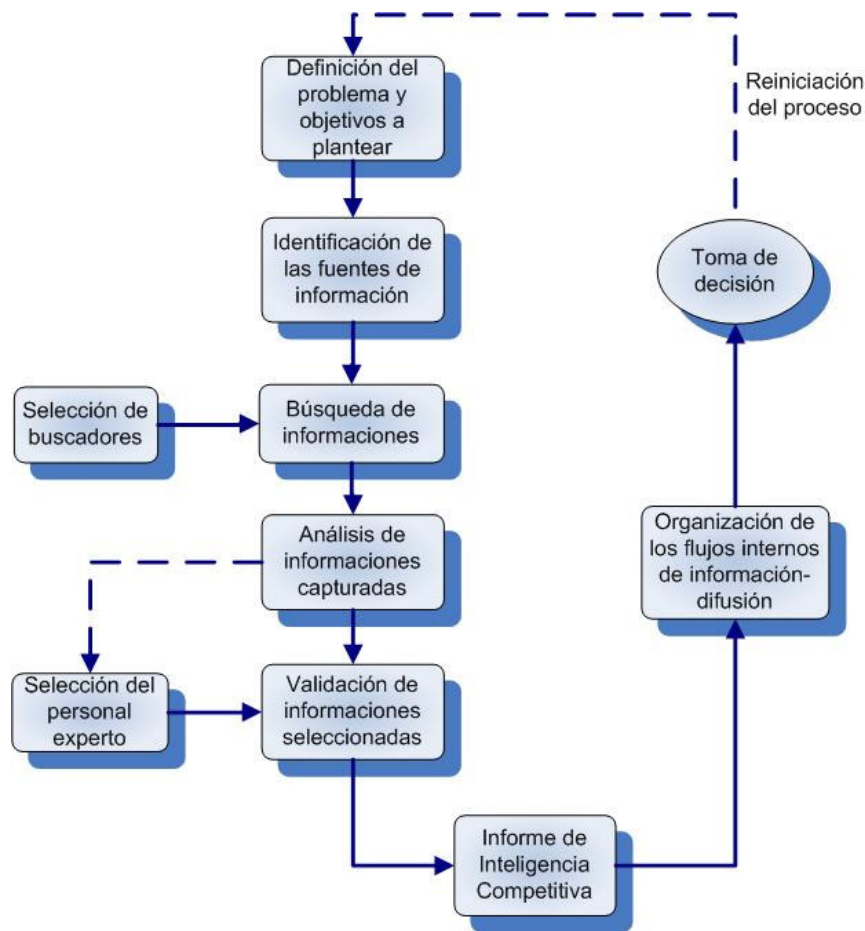 Definición del
problema y
objetivos a
plantear
Reiniciación
del proceso
Identificación de
las fuentes de
información
Toma de
decisión
Selección de
buscadores
Búsqueda de
informaciones
Análisis de
informaciones
capturadas
Organización de
los flujos internos
de información-
difusión
Selección del
personal
experto
Validación de
informaciones
seleccionadas
Informe de
Inteligencia
Competitiva